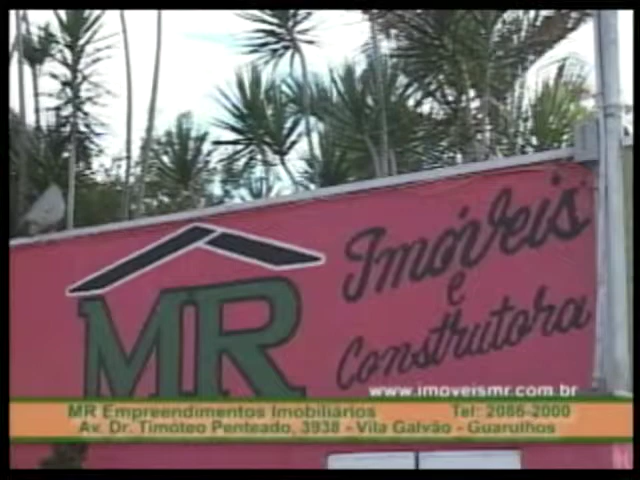 MR
Imóveis
e
Construtora
www.imoveismr.com.br
MR Empreendimentos Imobiliários Tel: 2086-2000
Av. Dr. Timóteo Penteado, 3938 - Vila Galvão - Guarulhos